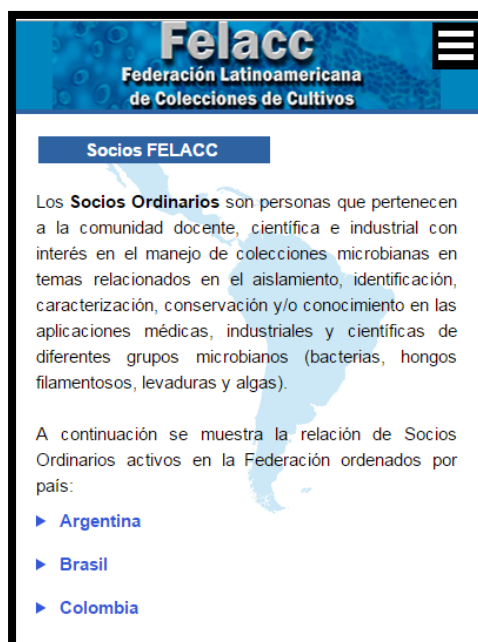 Felacc
Federación Latinoamericana
de Colecciones de Cultivos
Socios FELACC
Los Socios Ordinarios son personas que pertenecen
a la comunidad docente, científica e industrial con
interés en el manejo de colecciones microbianas en
temas relacionados en el aislamiento, identificación,
caracterización, conservación y/o conocimiento en las
aplicaciones médicas, industriales y científicas de
diferentes grupos microbianos (bacterias, hongos
filamentosos, levaduras y algas).
A continuación se muestra la relación de Socios
Ordinarios activos en la Federación ordenados por
país:
Argentina
Brasil
Colombia